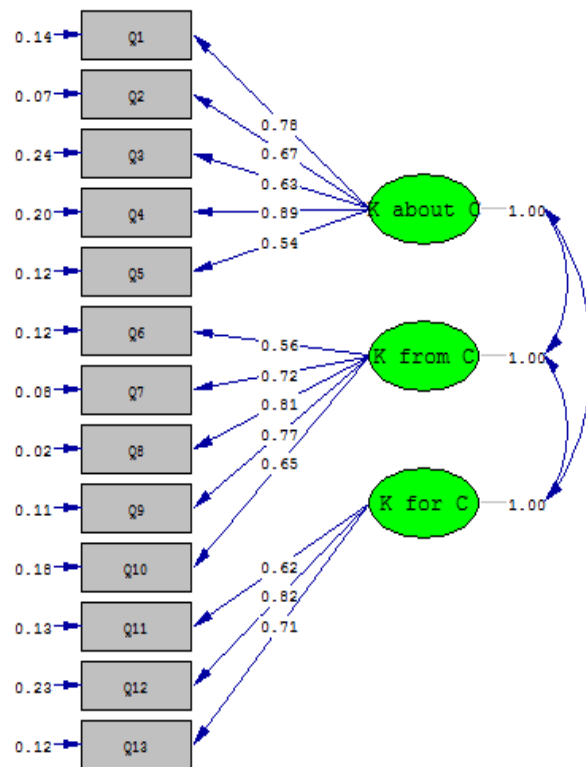 0.14 Q1
0.07 Q2
0.24 Q3
0.20 Q4
0.12 Q5
0.12 Q6
0.08 Q7
0.02 Q8
0.11 Q9
0.18 Q10
0.13 Q11
0.23 Q12
0.12 Q13
0.78
0.67
0.63
0.89
0.54
0.56
0.72
0.81
0.77
0.65
0.62
0.82
0.71
K about C 1.00
K from C 1.00
K for C 1.00